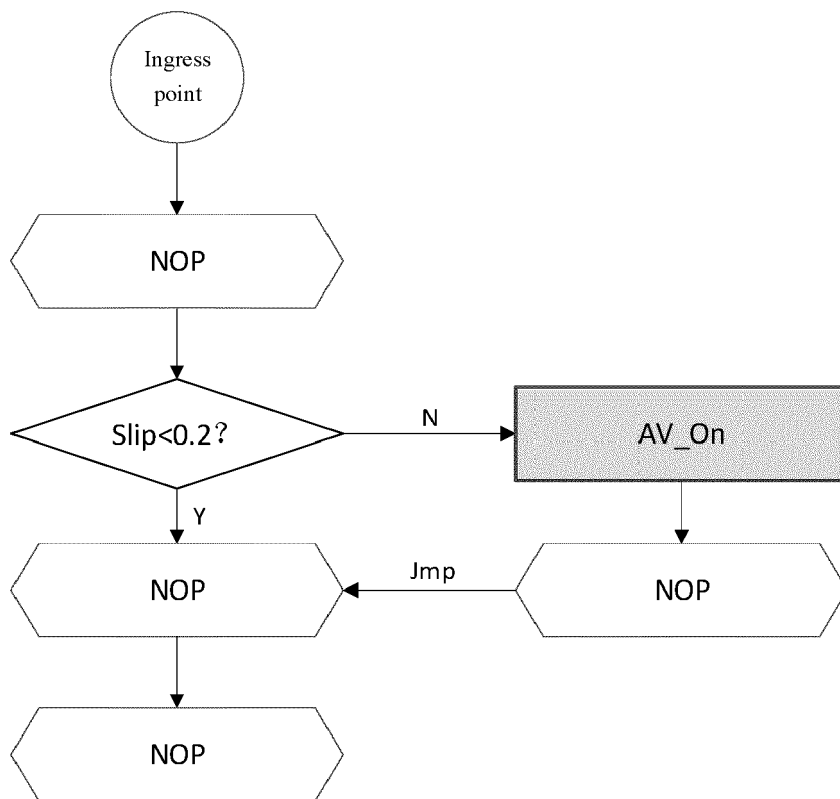 Ingress
point
NOP
Slip<0.2？
N
AV_On
Y
NOP
Jmp
NOP
NOP